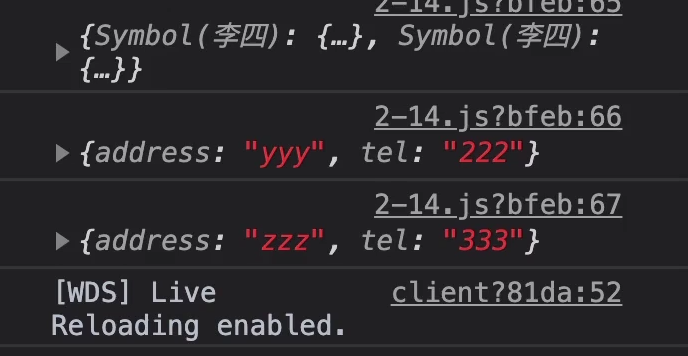 2-14.js?bfeb:65
{Symbol(李四): {…}, Symbol(李四):
{…}}
2-14.js?bfeb:66
{address: "yyy", tel: "222"}
2-14.js?bfeb:67
{address: "zzz", tel: "333"}
[WDS] Live client?81da:52
Reloading enabled.